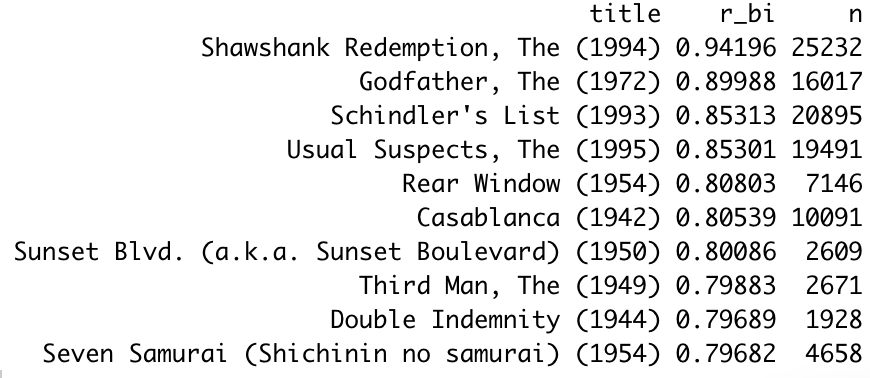 title r_bi n
Shawshank Redemption, The (1994) 0.94196 25232
Godfather, The (1972) 0.89988 16017
Schindler's List (1993) 0.85313 20895
Usual Suspects, The (1995) 0.85301 19491
Rear Window (1954) 0.80803 7146
Casablanca (1942) 0.80539 10091
Sunset Blvd. (a.k.a. Sunset Boulevard) (1950) 0.80086 2609
Third Man, The (1949) 0.79883 2671
Double Indemnity (1944) 0.79689 1928
Seven Samurai (Shichinin no samurai) (1954) 0.79682 4658